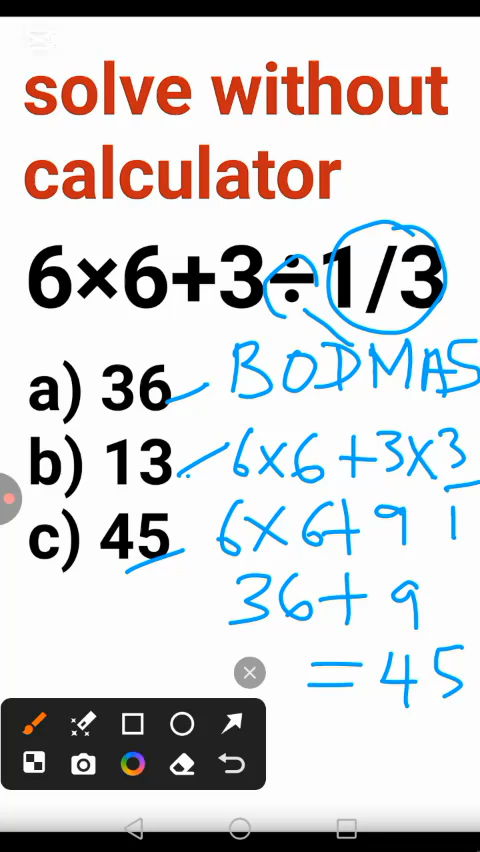 solve without
calculator
6×6+3÷1/3
BODMAS
a) 36
b) 13
6×6+3×3
1
c) 45
6×6+9
36+9
=45